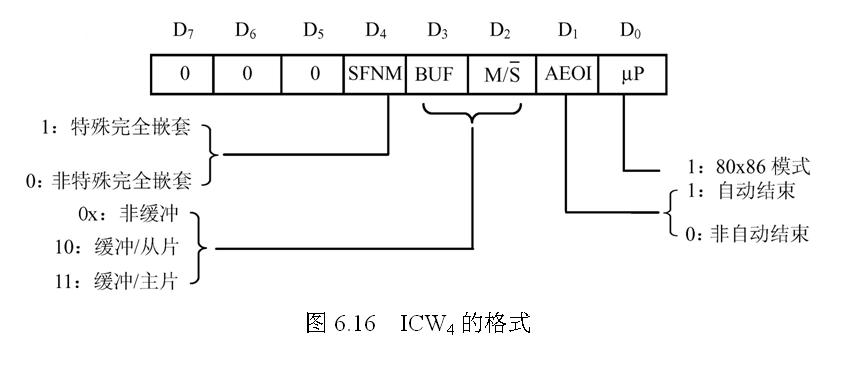 D₇ D₆ D₅ D₄ D₃ D₂ D₁ D₀
0 0 0 SFNM BUF M/S̅ AEOI μP
1: 特殊完全嵌套
0: 非特殊完全嵌套
0x: 非缓冲
10: 缓冲/从片
11: 缓冲/主片
1: 80x86 模式
1: 自动结束
0: 非自动结束
图 6.16 ICW₄ 的格式